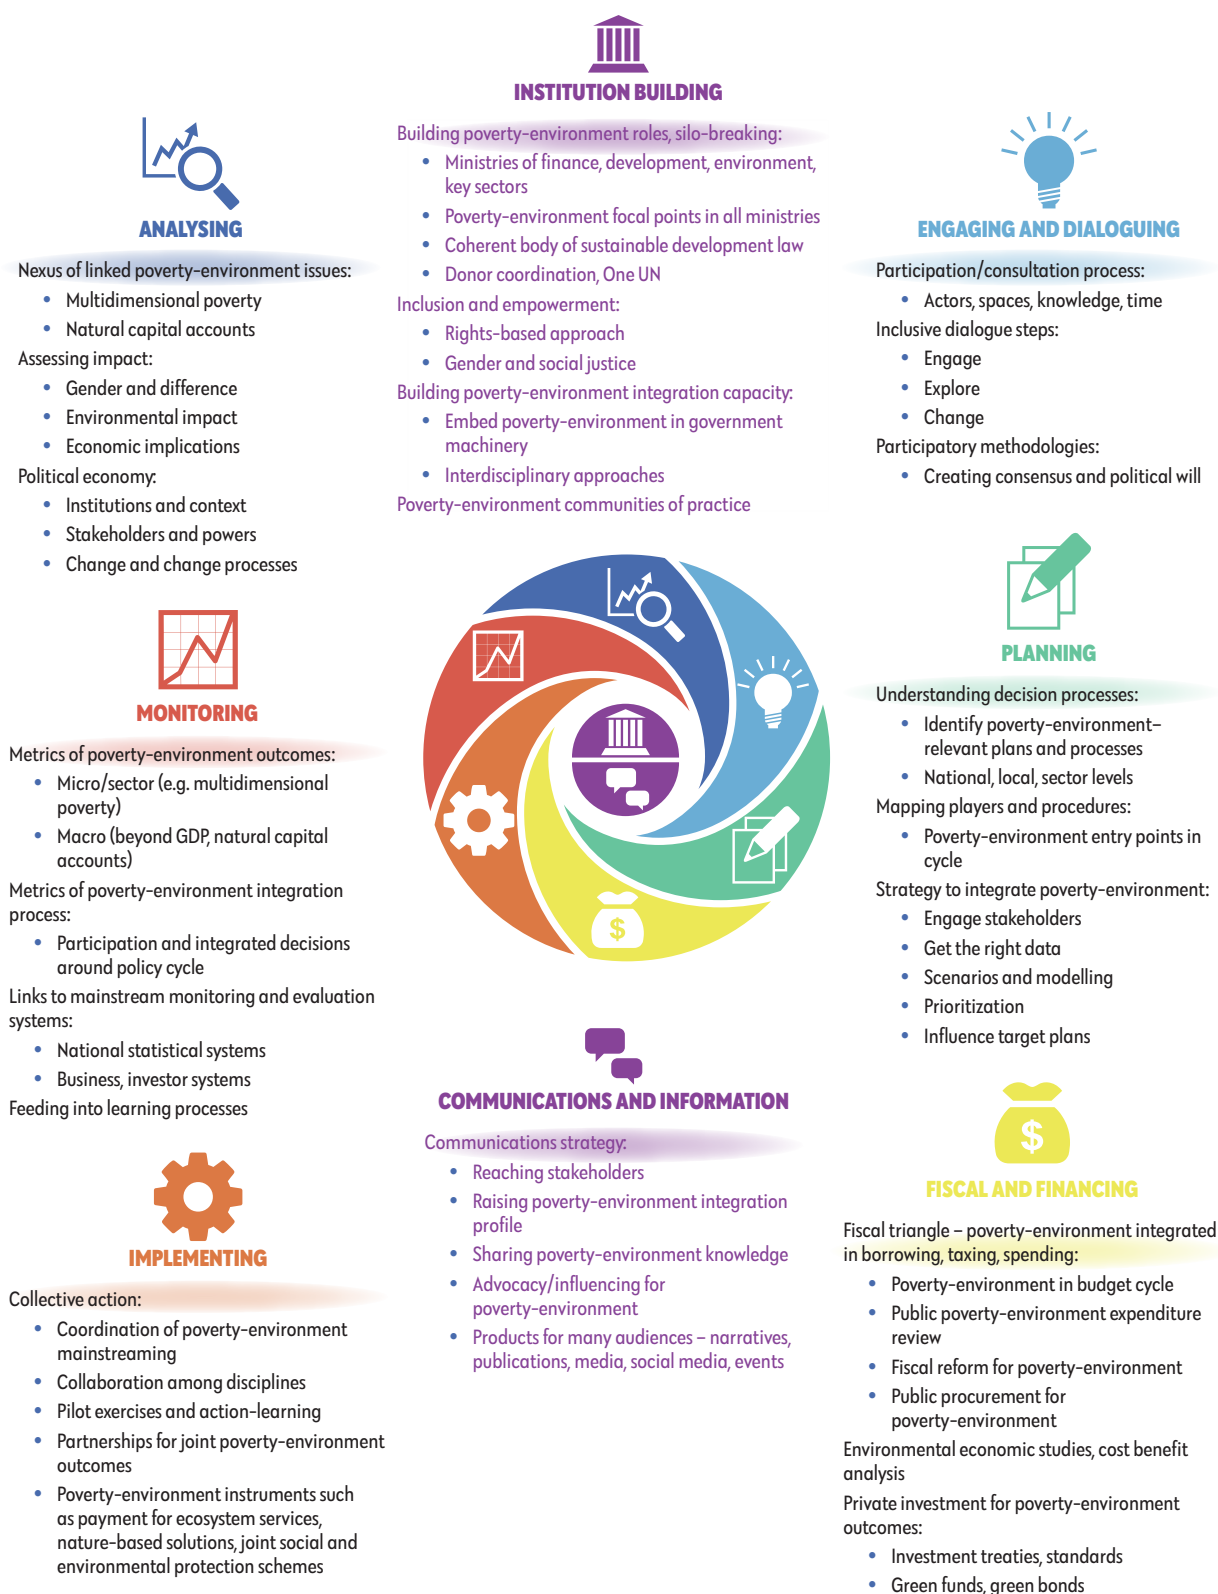 INSTITUTION BUILDING
Building poverty-environment roles, silo-breaking:
• Ministries of finance, development, environment,
key sectors
• Poverty-environment focal points in all ministries
• Coherent body of sustainable development law
• Donor coordination, One UN
Inclusion and empowerment:
• Rights-based approach
• Gender and social justice
Building poverty-environment integration capacity:
• Embed poverty-environment in government
machinery
• Interdisciplinary approaches
Poverty-environment communities of practice
ANALYSING
Nexus of linked poverty-environment issues:
• Multidimensional poverty
• Natural capital accounts
Assessing impact:
• Gender and difference
• Environmental impact
• Economic implications
Political economy:
• Institutions and context
• Stakeholders and powers
• Change and change processes
ENGAGING AND DIALOGUING
Participation/consultation process:
• Actors, spaces, knowledge, time
Inclusive dialogue steps:
• Engage
• Explore
• Change
Participatory methodologies:
• Creating consensus and political will
MONITORING
Metrics of poverty-environment outcomes:
• Micro/sector (e.g. multidimensional
poverty)
• Macro (beyond GDP, natural capital
accounts)
Metrics of poverty-environment integration
process:
• Participation and integrated decisions
around policy cycle
Links to mainstream monitoring and evaluation
systems:
• National statistical systems
• Business, investor systems
Feeding into learning processes
$
PLANNING
Understanding decision processes:
• Identify poverty-environment–
relevant plans and processes
• National, local, sector levels
Mapping players and procedures:
• Poverty-environment entry points in
cycle
Strategy to integrate poverty-environment:
• Engage stakeholders
• Get the right data
• Scenarios and modelling
• Prioritization
• Influence target plans
IMPLEMENTING
Collective action:
• Coordination of poverty-environment
mainstreaming
• Collaboration among disciplines
• Pilot exercises and action-learning
• Partnerships for joint poverty-environment
outcomes
• Poverty-environment instruments such
as payment for ecosystem services,
nature-based solutions, joint social and
environmental protection schemes
COMMUNICATIONS AND INFORMATION
Communications strategy:
• Reaching stakeholders
• Raising poverty-environment integration
profile
• Sharing poverty-environment knowledge
• Advocacy/influencing for
poverty-environment
• Products for many audiences – narratives,
publications, media, social media, events
$
FISCAL AND FINANCING
Fiscal triangle – poverty-environment integrated
in borrowing, taxing, spending:
• Poverty-environment in budget cycle
• Public poverty-environment expenditure
review
• Fiscal reform for poverty-environment
• Public procurement for
poverty-environment
Environmental economic studies, cost benefit
analysis
Private investment for poverty-environment
outcomes:
• Investment treaties, standards
• Green funds, green bonds